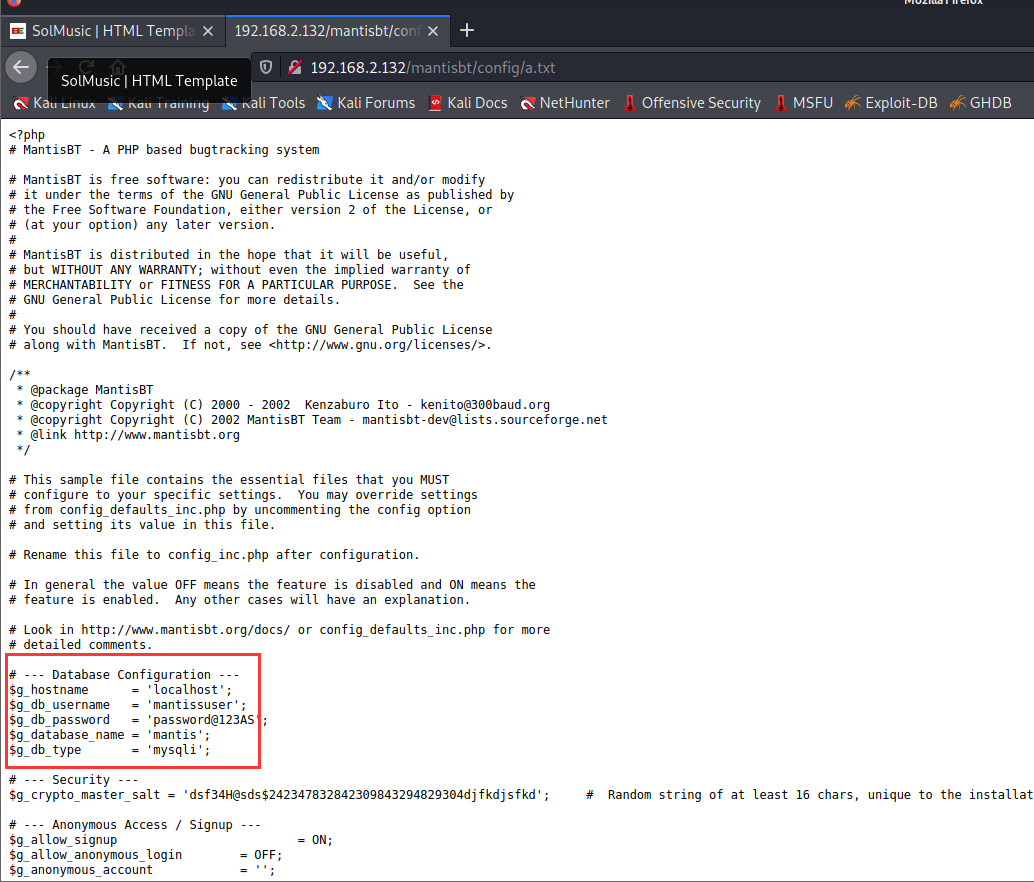 Mozilla Firefox
SolMusic | HTML Templa
192.168.2.132/mantisbt/con
192.168.2.132/mantisbt/config/a.txt
SolMusic | HTML Template
Kali Linux Kali Training Kali Tools Kali Forums Kali Docs NetHunter Offensive Security MSFU Exploit-DB GHDB
<?php
# MantisBT - A PHP based bugtracking system
# MantisBT is free software: you can redistribute it and/or modify
# it under the terms of the GNU General Public License as published by
# the Free Software Foundation, either version 2 of the License, or
# (at your option) any later version.
#
# MantisBT is distributed in the hope that it will be useful,
# but WITHOUT ANY WARRANTY; without even the implied warranty of
# MERCHANTABILITY or FITNESS FOR A PARTICULAR PURPOSE.  See the
# GNU General Public License for more details.
#
# You should have received a copy of the GNU General Public License
# along with MantisBT.  If not, see <http://www.gnu.org/licenses/>.
/**
 * @package MantisBT
 * @copyright Copyright (C) 2000 - 2002  Kenzaburo Ito - kenito@300baud.org
 * @copyright Copyright (C) 2002 MantisBT Team - mantisbt-dev@lists.sourceforge.net
 * @link http://www.mantisbt.org
 */
# This sample file contains the essential files that you MUST
# configure to your specific settings.  You may override settings
# from config_defaults_inc.php by uncommenting the config option
# and setting its value in this file.
# Rename this file to config_inc.php after configuration.
# In general the value OFF means the feature is disabled and ON means the
# feature is enabled.  Any other cases will have an explanation.
# Look in http://www.mantisbt.org/docs/ or config_defaults_inc.php for more
# detailed comments.
# --- Database Configuration ---
$g_hostname      = 'localhost';
$g_db_username   = 'mantissuser';
$g_db_password   = 'password@123AS';
$g_database_name = 'mantis';
$g_db_type       = 'mysqli';
# --- Security ---
$g_crypto_master_salt = 'dsf34H@sds$242347832842309843294829304djfkdjsfkd';     #  Random string of at least 16 chars, unique to the installat
# --- Anonymous Access / Signup ---
$g_allow_signup                         = ON;
$g_allow_anonymous_login        = OFF;
$g_anonymous_account            = '';